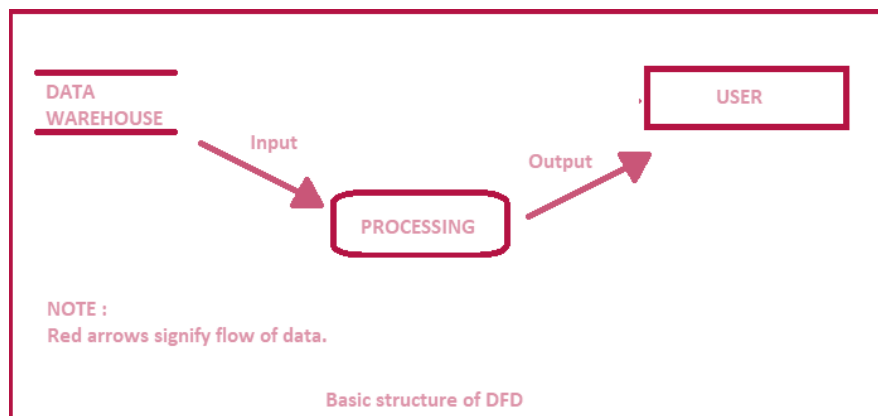 DATA
WAREHOUSE
USER
Input
Output
PROCESSING
NOTE :
Red arrows signify flow of data.
Basic structure of DFD